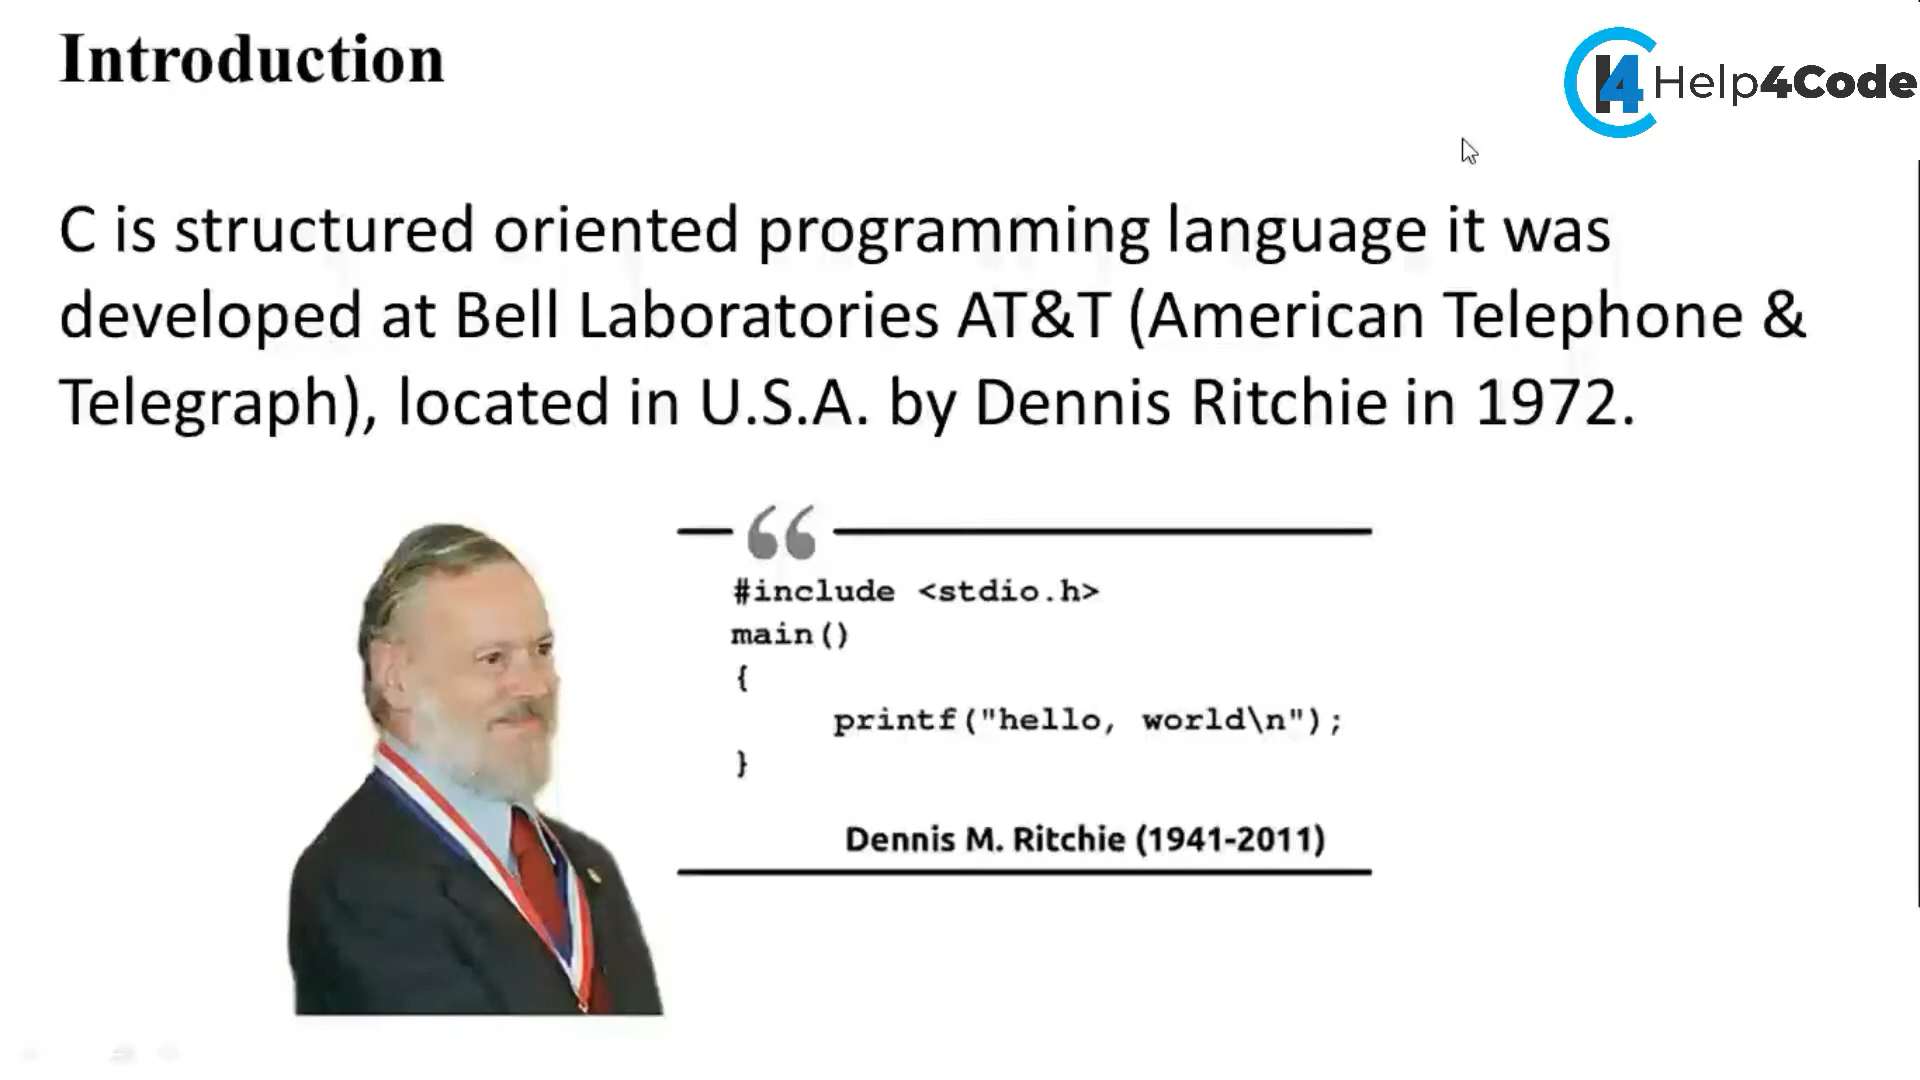 Introduction
H4 Help4Code
C is structured oriented programming language it was
developed at Bell Laboratories AT&T (American Telephone &
Telegraph), located in U.S.A. by Dennis Ritchie in 1972.
“
#include <stdio.h>
main()
{
printf("hello, world\n");
}
Dennis M. Ritchie (1941-2011)